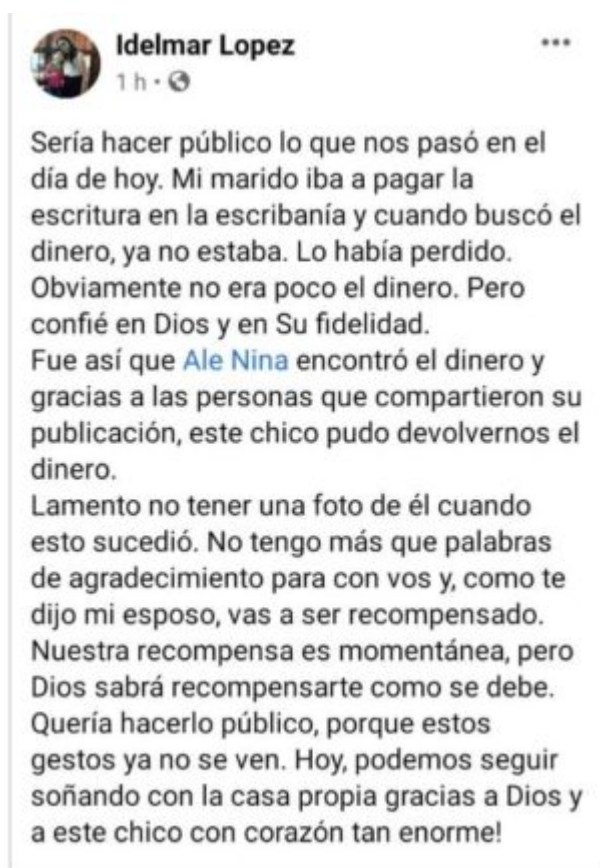 Idelmar Lopez
1 h ·
Sería hacer público lo que nos pasó en el
día de hoy. Mi marido iba a pagar la
escritura en la escribanía y cuando buscó el
dinero, ya no estaba. Lo había perdido.
Obviamente no era poco el dinero. Pero
confié en Dios y en Su fidelidad.
Fue así que Ale Nina encontró el dinero y
gracias a las personas que compartieron su
publicación, este chico pudo devolvernos el
dinero.
Lamento no tener una foto de él cuando
esto sucedió. No tengo más que palabras
de agradecimiento para con vos y, como te
dijo mi esposo, vas a ser recompensado.
Nuestra recompensa es momentánea, pero
Dios sabrá recompensarte como se debe.
Quería hacerlo público, porque estos
gestos ya no se ven. Hoy, podemos seguir
soñando con la casa propia gracias a Dios y
a este chico con corazón tan enorme!